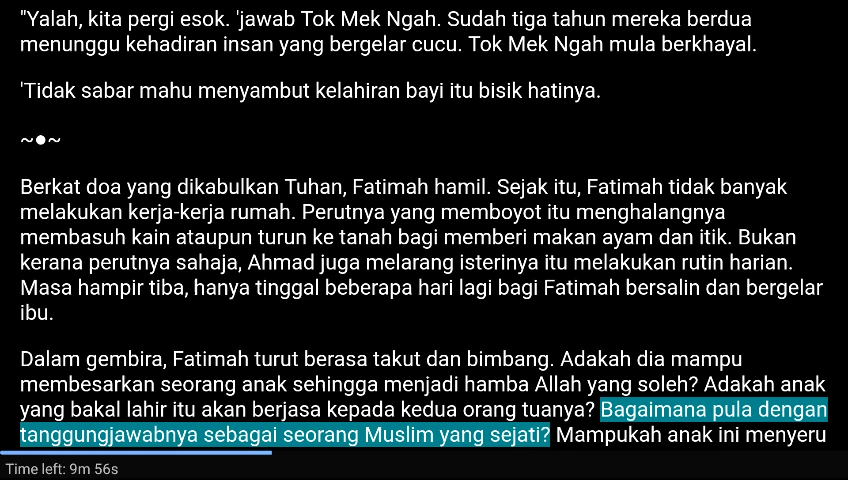 "Yalah, kita pergi esok. 'jawab Tok Mek Ngah. Sudah tiga tahun mereka berdua
menunggu kehadiran insan yang bergelar cucu. Tok Mek Ngah mula berkhayal.
'Tidak sabar mahu menyambut kelahiran bayi itu bisik hatinya.
~●~
Berkat doa yang dikabulkan Tuhan, Fatimah hamil. Sejak itu, Fatimah tidak banyak
melakukan kerja-kerja rumah. Perutnya yang memboyot itu menghalangnya
membasuh kain ataupun turun ke tanah bagi memberi makan ayam dan itik. Bukan
kerana perutnya sahaja, Ahmad juga melarang isterinya itu melakukan rutin harian.
Masa hampir tiba, hanya tinggal beberapa hari lagi bagi Fatimah bersalin dan bergelar
ibu.
Dalam gembira, Fatimah turut berasa takut dan bimbang. Adakah dia mampu
membesarkan seorang anak sehingga menjadi hamba Allah yang soleh? Adakah anak
yang bakal lahir itu akan berjasa kepada kedua orang tuanya? Bagaimana pula dengan
tanggungjawabnya sebagai seorang Muslim yang sejati? Mampukah anak ini menyeru
Time left: 9m 56s